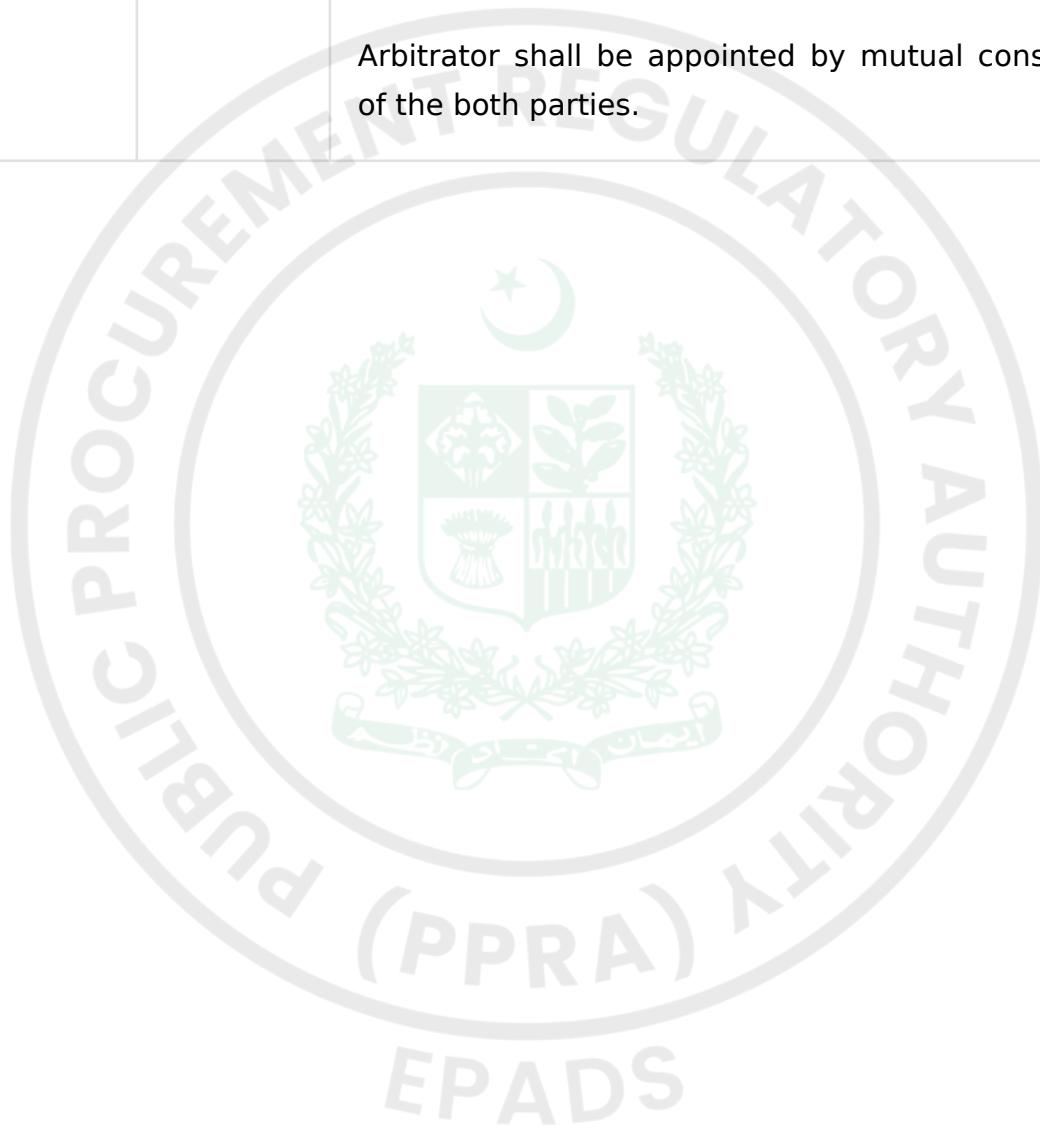 Arbitrator shall be appointed by mutual cons
of the both parties.
PUBLIC PROCUREMENT REGULATORY AUTHORITY
(PPRA)
EPADS